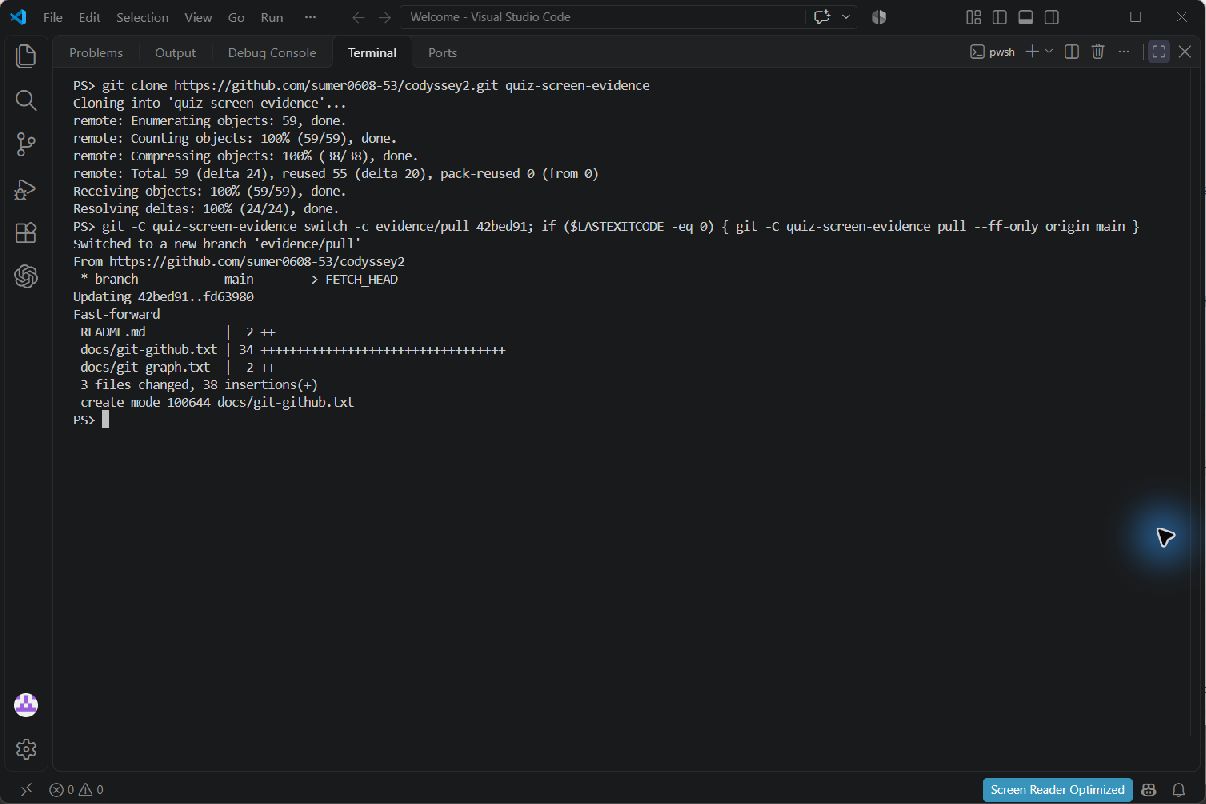 File Edit Selection View Go Run ··· Welcome - Visual Studio Code
Problems Output Debug Console Terminal Ports pwsh
PS> git clone https://github.com/sumer0608-53/codyssey2.git quiz-screen-evidence
Cloning into 'quiz screen evidence'...
remote: Enumerating objects: 59, done.
remote: Counting objects: 100% (59/59), done.
remote: Compressing objects: 100% (38/38), done.
remote: Total 59 (delta 24), reused 55 (delta 20), pack-reused 0 (from 0)
Receiving objects: 100% (59/59), done.
Resolving deltas: 100% (24/24), done.
PS> git -C quiz-screen-evidence switch -c evidence/pull 42bed91; if ($LASTEXITCODE -eq 0) { git -C quiz-screen-evidence pull --ff-only origin main }
Switched to a new branch 'evidence/pull'
From https://github.com/sumer0608-53/codyssey2
* branch main > FETCH_HEAD
Updating 42bed91..fd63980
Fast-forward
README.md | 2 ++
docs/git-github.txt | 34 ++++++++++++++++++++++++++++++++++
docs/git graph.txt | 2 ++
3 files changed, 38 insertions(+)
create mode 100644 docs/git-github.txt
PS>
0 0 Screen Reader Optimized